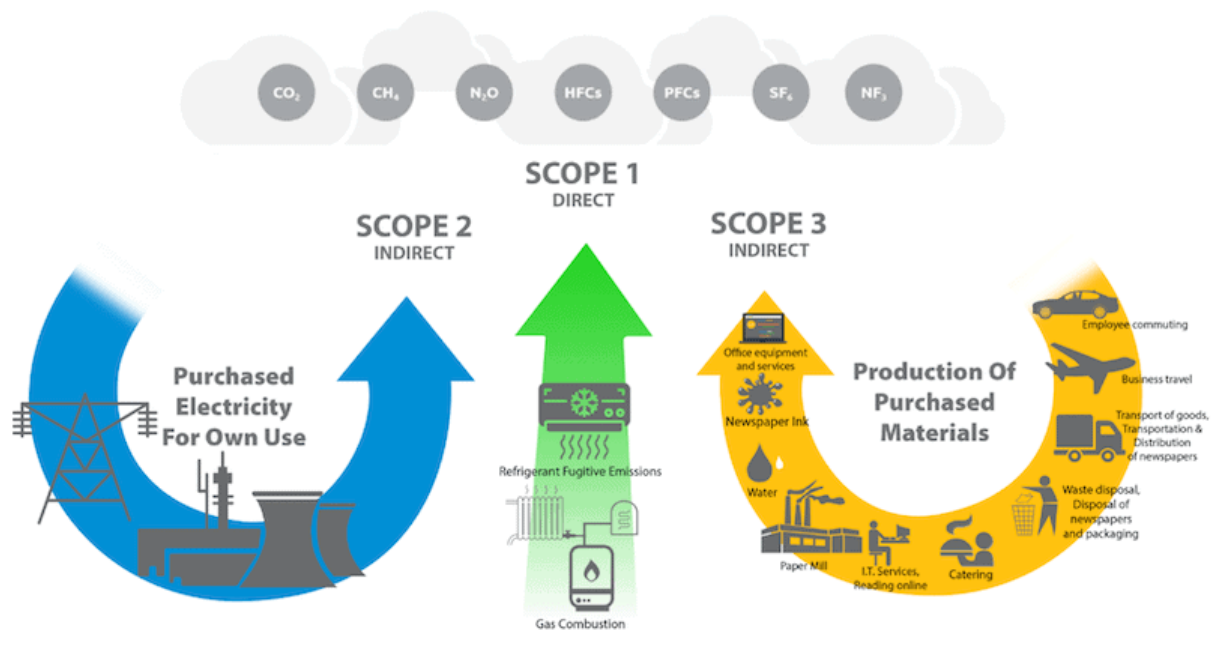 CO₂ CH₄ N₂O HFCs PFCs SF₆ NF₃
SCOPE 1
DIRECT
SCOPE 2
INDIRECT
SCOPE 3
INDIRECT
Purchased
Electricity
For Own Use
Refrigerant Fugitive Emissions
Gas Combustion
Production Of
Purchased
Materials
Office equipment
and services
Newspaper Ink
Water
Paper Mill
I.T. Services,
Reading online
Catering
Waste disposal,
Disposal of
newspapers
and packaging
Transport of goods,
Transportation &
Distribution
of newspapers
Business travel
Employee commuting